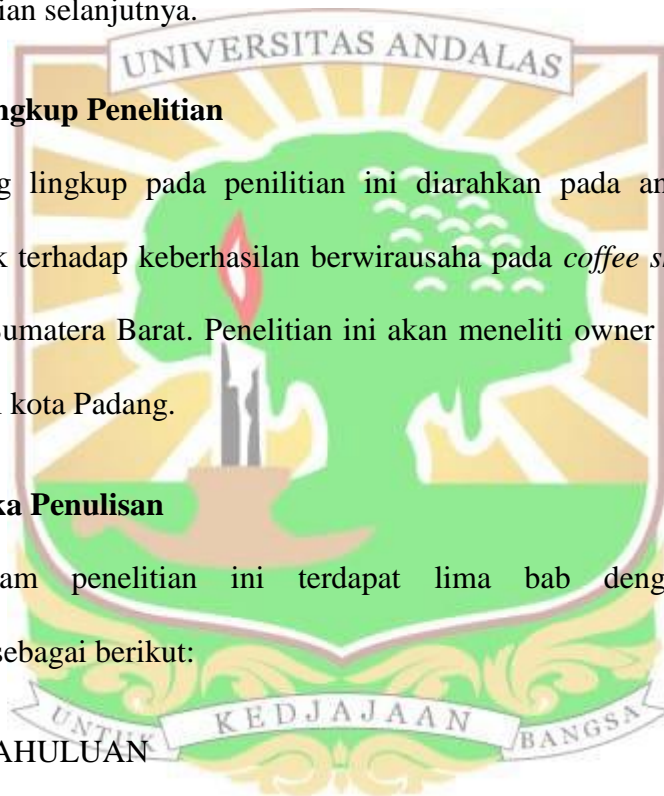 ian selanjutnya.
UNIVERSITAS ANDALAS
ngkup Penelitian
g lingkup pada penilitian ini diarahkan pada an
k terhadap keberhasilan berwirausaha pada coffee s
Sumatera Barat. Penelitian ini akan meneliti owner
kota Padang.
ka Penulisan
am penelitian ini terdapat lima bab deng
sebagai berikut:
UNTUK KEDJAJAAN BANGSA
AHULUAN